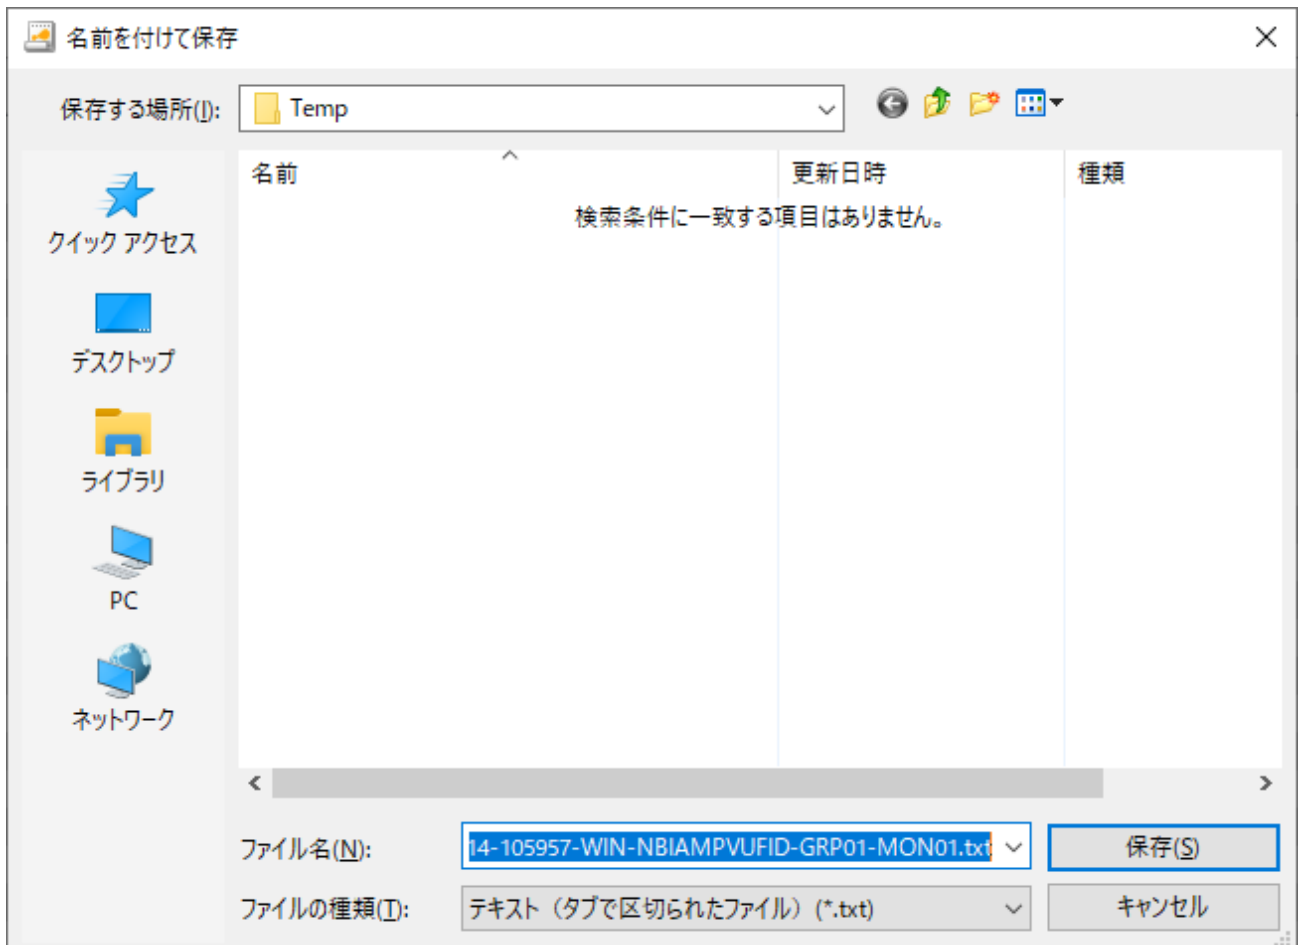 名前を付けて保存
保存する場所(I):
Temp
名前
更新日時
種類
検索条件に一致する項目はありません。
クイック アクセス
デスクトップ
ライブラリ
PC
ネットワーク
ファイル名(N):
14-105957-WIN-NBIAMPVUFID-GRP01-MON01.txt
保存(S)
ファイルの種類(T):
テキスト（タブで区切られたファイル）(*.txt)
キャンセル